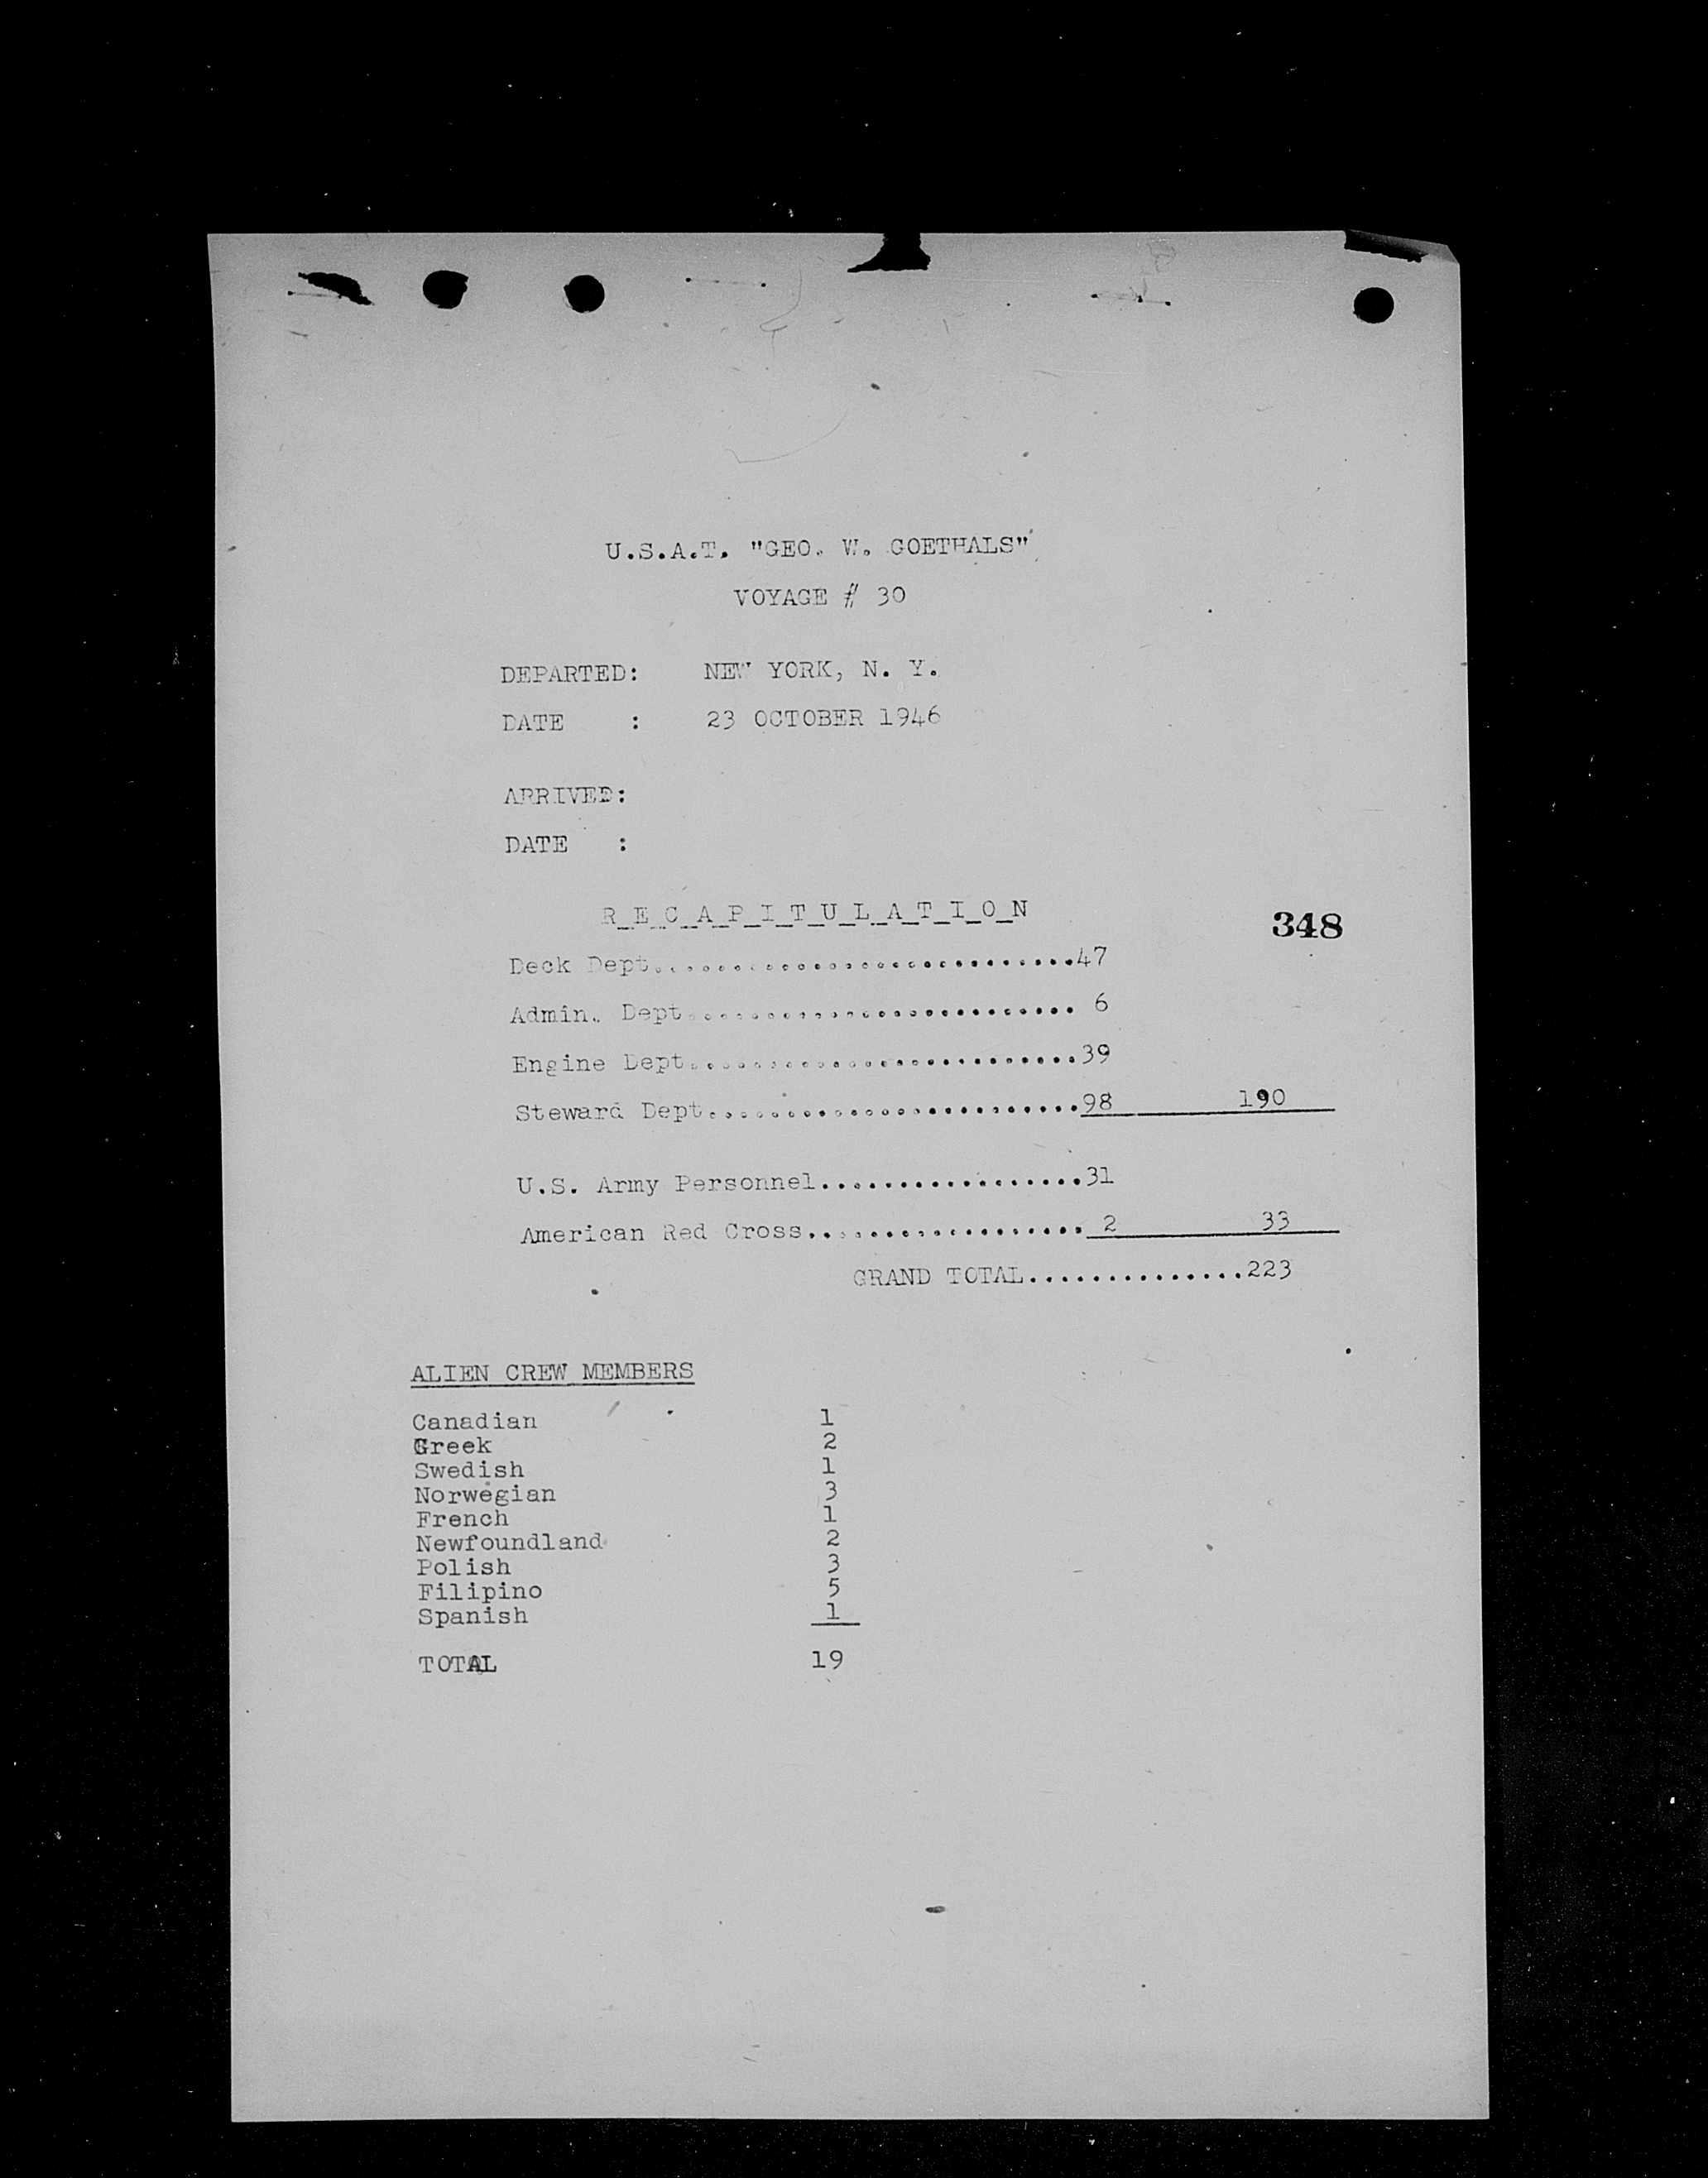 U.S.A.T. "GEO. W. GOETHALS"
VOYAGE # 30
DEPARTED: NEW YORK, N. Y.
DATE : 23 OCTOBER 1946
ARRIVED:
DATE :
R_E_C_A_P_I_T_U_L_A_T_I_O_N
348
Deck Dept...........................47
Admin. Dept......................... 6
Engine Dept.........................39
Steward Dept........................98 190
U.S. Army Personnel.................31
American Red Cross.................. 2 33
GRAND TOTAL..............223
ALIEN CREW MEMBERS
Canadian 1
Greek 2
Swedish 1
Norwegian 3
French 1
Newfoundland 2
Polish 3
Filipino 5
Spanish 1
TOTAL 19